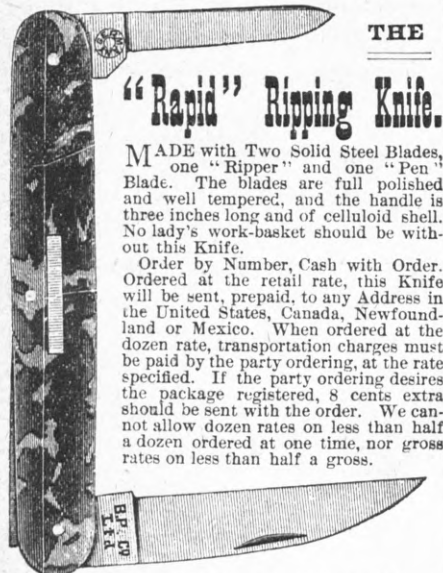 THE
“Rapid” Ripping Knife.
MADE with Two Solid Steel Blades,
one “Ripper” and one “Pen”
Blade. The blades are full polished
and well tempered, and the handle is
three inches long and of celluloid shell.
No lady's work-basket should be with-
out this Knife.
Order by Number, Cash with Order.
Ordered at the retail rate, this Knife
will be sent, prepaid, to any Address in
the United States, Canada, Newfound-
land or Mexico. When ordered at the
dozen rate, transportation charges must
be paid by the party ordering, at the rate
specified. If the party ordering desires
the package registered, 8 cents extra
should be sent with the order. We can-
not allow dozen rates on less than half
a dozen ordered at one time, nor gross
rates on less than half a gross.
B.P. & Co
Ltd